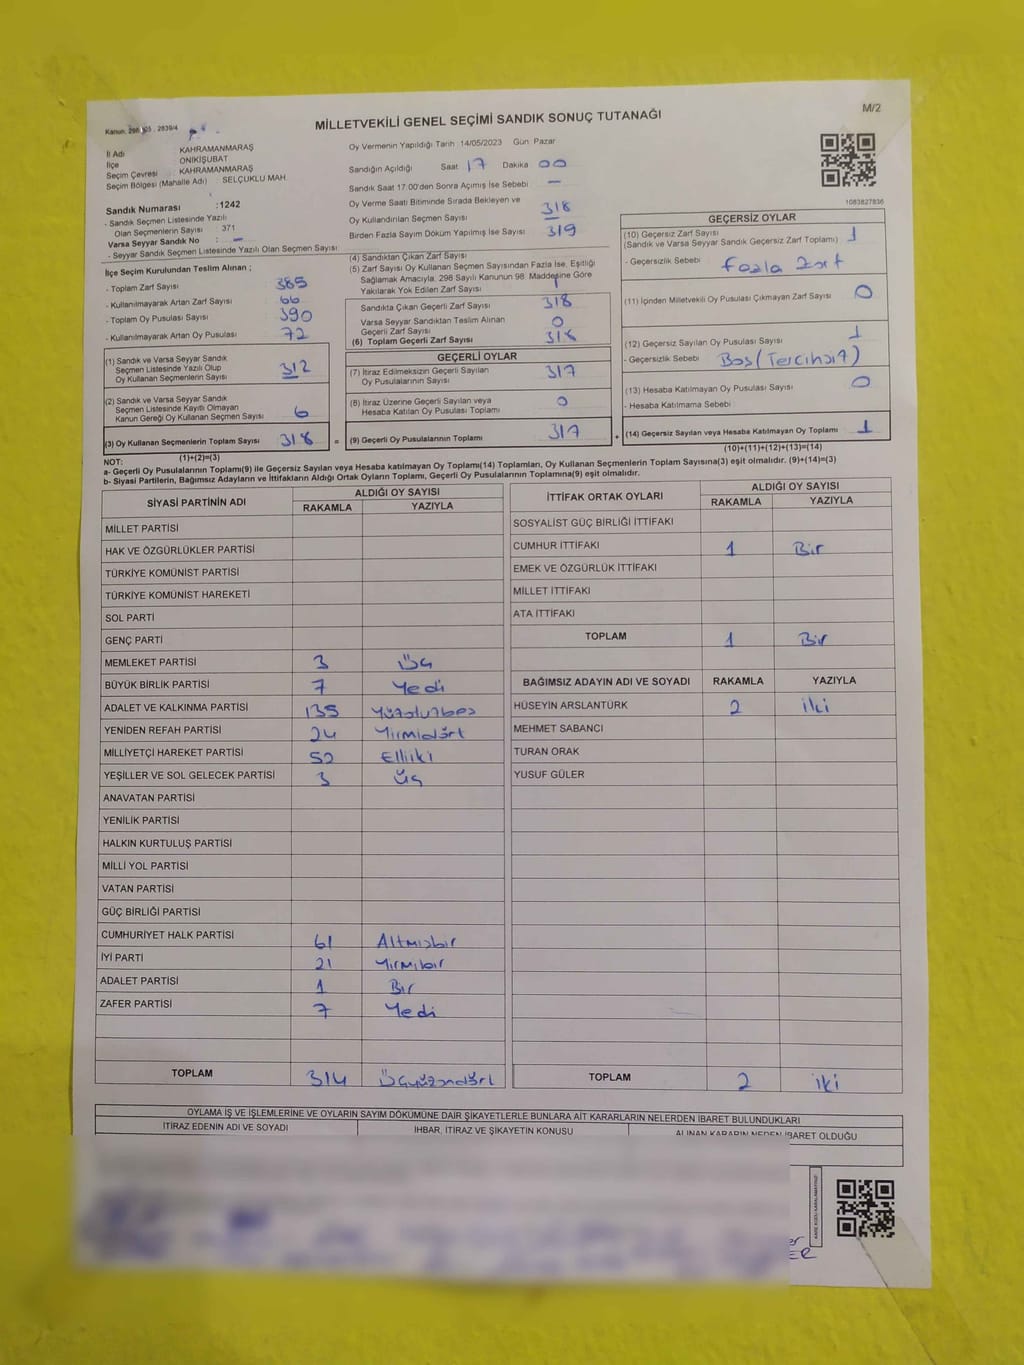 Kanun: 298
2839/4
MİLLETVEKİLİ GENEL SEÇİMİ SANDIK SONUÇ TUTANAĞI
M/2
İl Adı KAHRAMANMARAŞ
İlçe ONİKİŞUBAT
Seçim Çevresi : KAHRAMANMARAŞ
Seçim Bölgesi (Mahalle Adı) : SELÇUKLU MAH.
Sandık Numarası :1242
- Sandık Seçmen Listesinde Yazılı
Olan Seçmenlerin Sayısı 371
Varsa Seyyar Sandık No : -
- Seyyar Sandık Seçmen Listesinde Yazılı Olan Seçmen Sayısı:
Oy Vermenin Yapıldığı Tarih :14/05/2023 Gün Pazar
Sandığın Açıldığı Saat 17 Dakika 00
Sandık Saat 17.00'den Sonra Açımış İse Sebebi -
Oy Verme Saati Bitiminde Sırada Bekleyen ve
Oy Kullandırılan Seçmen Sayısı 318
Birden Fazla Sayım Döküm Yapılmış İse Sayısı 319
1083827836
İlçe Seçim Kurulundan Teslim Alınan ;
- Toplam Zarf Sayısı 385
- Kullanılmayarak Artan Zarf Sayısı 66
- Toplam Oy Pusulası Sayısı 390
- Kullanılmayarak Artan Oy Pusulası 72
(1) Sandık ve Varsa Seyyar Sandık
Seçmen Listesinde Yazılı Olup
Oy Kullanan Seçmenlerin Sayısı 312
(2) Sandık ve Varsa Seyyar Sandık
Seçmen Listesinde Kayıtlı Olmayan
Kanun Gereği Oy Kullanan Seçmen Sayısı 6
(3) Oy Kullanan Seçmenlerin Toplam Sayısı 318 =
(1)+(2)=(3)
(4) Sandıktan Çıkan Zarf Sayısı
(5) Zarf Sayısı Oy Kullanan Seçmen Sayısından Fazla İse, Eşitliği
Sağlamak Amacıyla, 298 Sayılı Kanunun 98. Maddesine Göre
Yakılarak Yok Edilen Zarf Sayısı 1
Sandıkta Çıkan Geçerli Zarf Sayısı 318
Varsa Seyyar Sandıktan Teslim Alınan
Geçerli Zarf Sayısı 0
(6) Toplam Geçerli Zarf Sayısı 318
GEÇERLİ OYLAR
(7) İtiraz Edilmeksizin Geçerli Sayılan
Oy Pusulalarının Sayısı 317
(8) İtiraz Üzerine Geçerli Sayılan veya
Hesaba Katılan Oy Pusulası Toplamı 0
(9) Geçerli Oy Pusulalarının Toplamı 317 +
GEÇERSİZ OYLAR
(10) Geçersiz Zarf Sayısı 1
(Sandık ve Varsa Seyyar Sandık Geçersiz Zarf Toplamı)
- Geçersizlik Sebebi Fazla Zarf
(11) İçinden Milletvekili Oy Pusulası Çıkmayan Zarf Sayısı 0
(12) Geçersiz Sayılan Oy Pusulası Sayısı 1
- Geçersizlik Sebebi Boş (Tercihsiz)
(13) Hesaba Katılmayan Oy Pusulası Sayısı 0
- Hesaba Katılmama Sebebi
(14) Geçersiz Sayılan veya Hesaba Katılmayan Oy Toplamı 1
(10)+(11)+(12)+(13)=(14)
NOT:
a- Geçerli Oy Pusulalarının Toplamı(9) ile Geçersiz Sayılan veya Hesaba katılmayan Oy Toplamı(14) Toplamları, Oy Kullanan Seçmenlerin Toplam Sayısına(3) eşit olmalıdır. (9)+(14)=(3)
b- Siyasi Partilerin, Bağımsız Adayların ve İttifakların Aldığı Ortak Oyların Toplamı, Geçerli Oy Pusulalarının Toplamına(9) eşit olmalıdır.
SİYASİ PARTİNİN ADI ALDIĞI OY SAYISI
RAKAMLA YAZIYLA
MİLLET PARTİSİ
HAK VE ÖZGÜRLÜKLER PARTİSİ
TÜRKİYE KOMÜNİST PARTİSİ
TÜRKİYE KOMÜNİST HAREKETİ
SOL PARTİ
GENÇ PARTİ
MEMLEKET PARTİSİ 3 Üç
BÜYÜK BİRLİK PARTİSİ 7 Yedi
ADALET VE KALKINMA PARTİSİ 135 Yüzotuzbeş
YENİDEN REFAH PARTİSİ 24 Yirmidört
MİLLİYETÇİ HAREKET PARTİSİ 52 Elliiki
YEŞİLLER VE SOL GELECEK PARTİSİ 3 Üç
ANAVATAN PARTİSİ
YENİLİK PARTİSİ
HALKIN KURTULUŞ PARTİSİ
MİLLİ YOL PARTİSİ
VATAN PARTİSİ
GÜÇ BİRLİĞİ PARTİSİ
CUMHURİYET HALK PARTİSİ 61 Altmışbir
İYİ PARTİ 21 Yirmibir
ADALET PARTİSİ 1 Bir
ZAFER PARTİSİ 7 Yedi
TOPLAM 314 Üçyüzondört
İTTİFAK ORTAK OYLARI ALDIĞI OY SAYISI
RAKAMLA YAZIYLA
SOSYALİST GÜÇ BİRLİĞİ İTTİFAKI
CUMHUR İTTİFAKI 1 Bir
EMEK VE ÖZGÜRLÜK İTTİFAKI
MİLLET İTTİFAKI
ATA İTTİFAKI
TOPLAM 1 Bir
BAĞIMSIZ ADAYIN ADI VE SOYADI RAKAMLA YAZIYLA
HÜSEYİN ARSLANTÜRK 2 iki
MEHMET SABANCI
TURAN ORAK
YUSUF GÜLER
TOPLAM 2 iki
OYLAMA İŞ VE İŞLEMLERİNE VE OYLARIN SAYIM DÖKÜMÜNE DAİR ŞİKAYETLERLE BUNLARA AİT KARARLARIN NELERDEN İBARET BULUNDUKLARI
İTİRAZ EDENİN ADI VE SOYADI İHBAR, İTİRAZ VE ŞİKAYETİN KONUSU ALINAN KARARIN NEDEN İBARET OLDUĞU